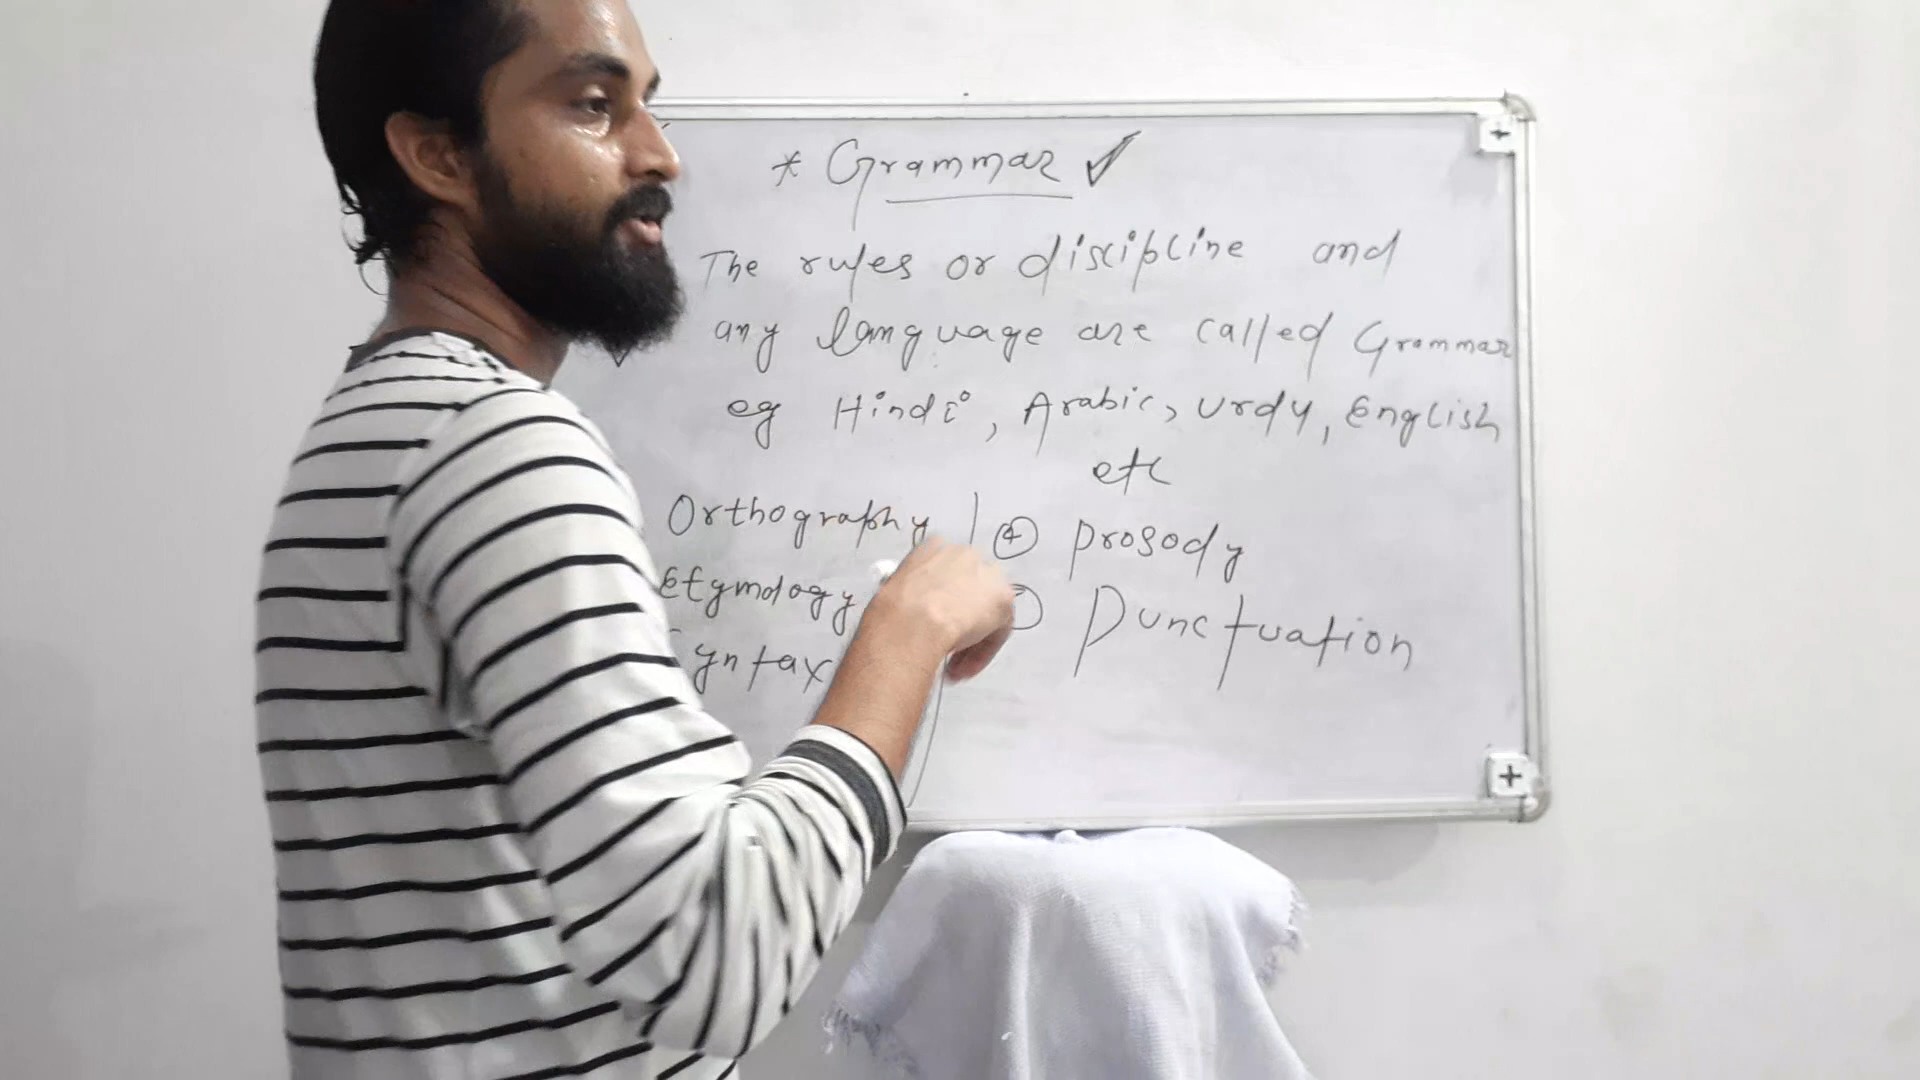 * Grammar ✓
The rules or discipline and
any language are called Grammar
eg Hindi, Arabic, Urdu, English
etc
Orthography
Etymology
Syntax
④ Prosody
Punctuation